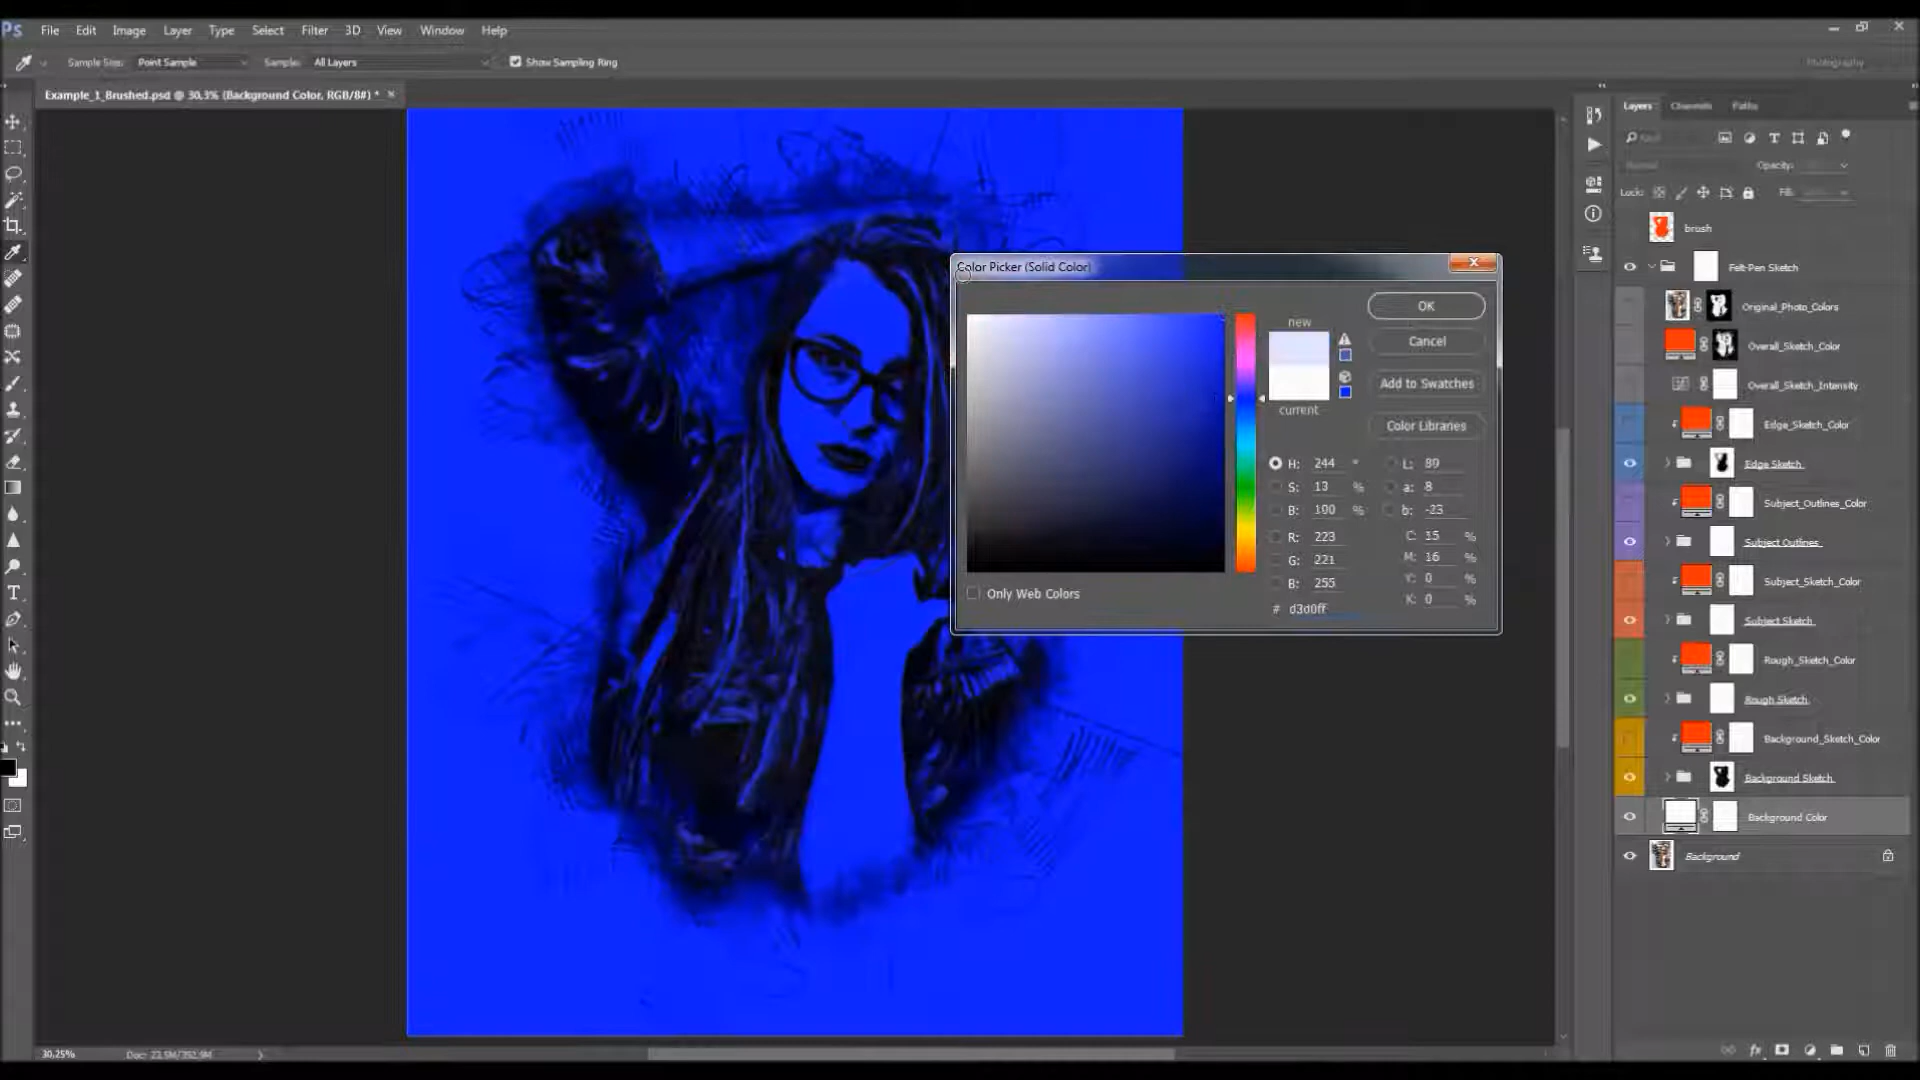 Ps File Edit Image Layer Type Select Filter 3D View Window Help
Sample Size: Point Sample Sample: All Layers Show Sampling Ring
Photography
Example_1_Brushed.psd @ 30,3% (Background Color, RGB/8#) *
Layers Channels Paths
Kind
Normal Opacity:
Lock: Fill:
brush
Felt-Pen Sketch
Original_Photo_Colors
Overall_Sketch_Color
Overall_Sketch_Intensity
Edge_Sketch_Color
Edge Sketch
Subject_Outlines_Color
Subject Outlines
Subject_Sketch_Color
Subject Sketch
Rough_Sketch_Color
Rough Sketch
Background_Sketch_Color
Background Sketch
Background Color
Background
Color Picker (Solid Color)
new
current
OK
Cancel
Add to Swatches
Color Libraries
H: 244 ° L: 89
S: 13 % a: 8
B: 100 % b: -23
R: 223 C: 15 %
G: 221 M: 16 %
B: 255 Y: 0 %
# d3d0ff K: 0 %
Only Web Colors
30,25% Doc: 23,5M/352,9M
fx